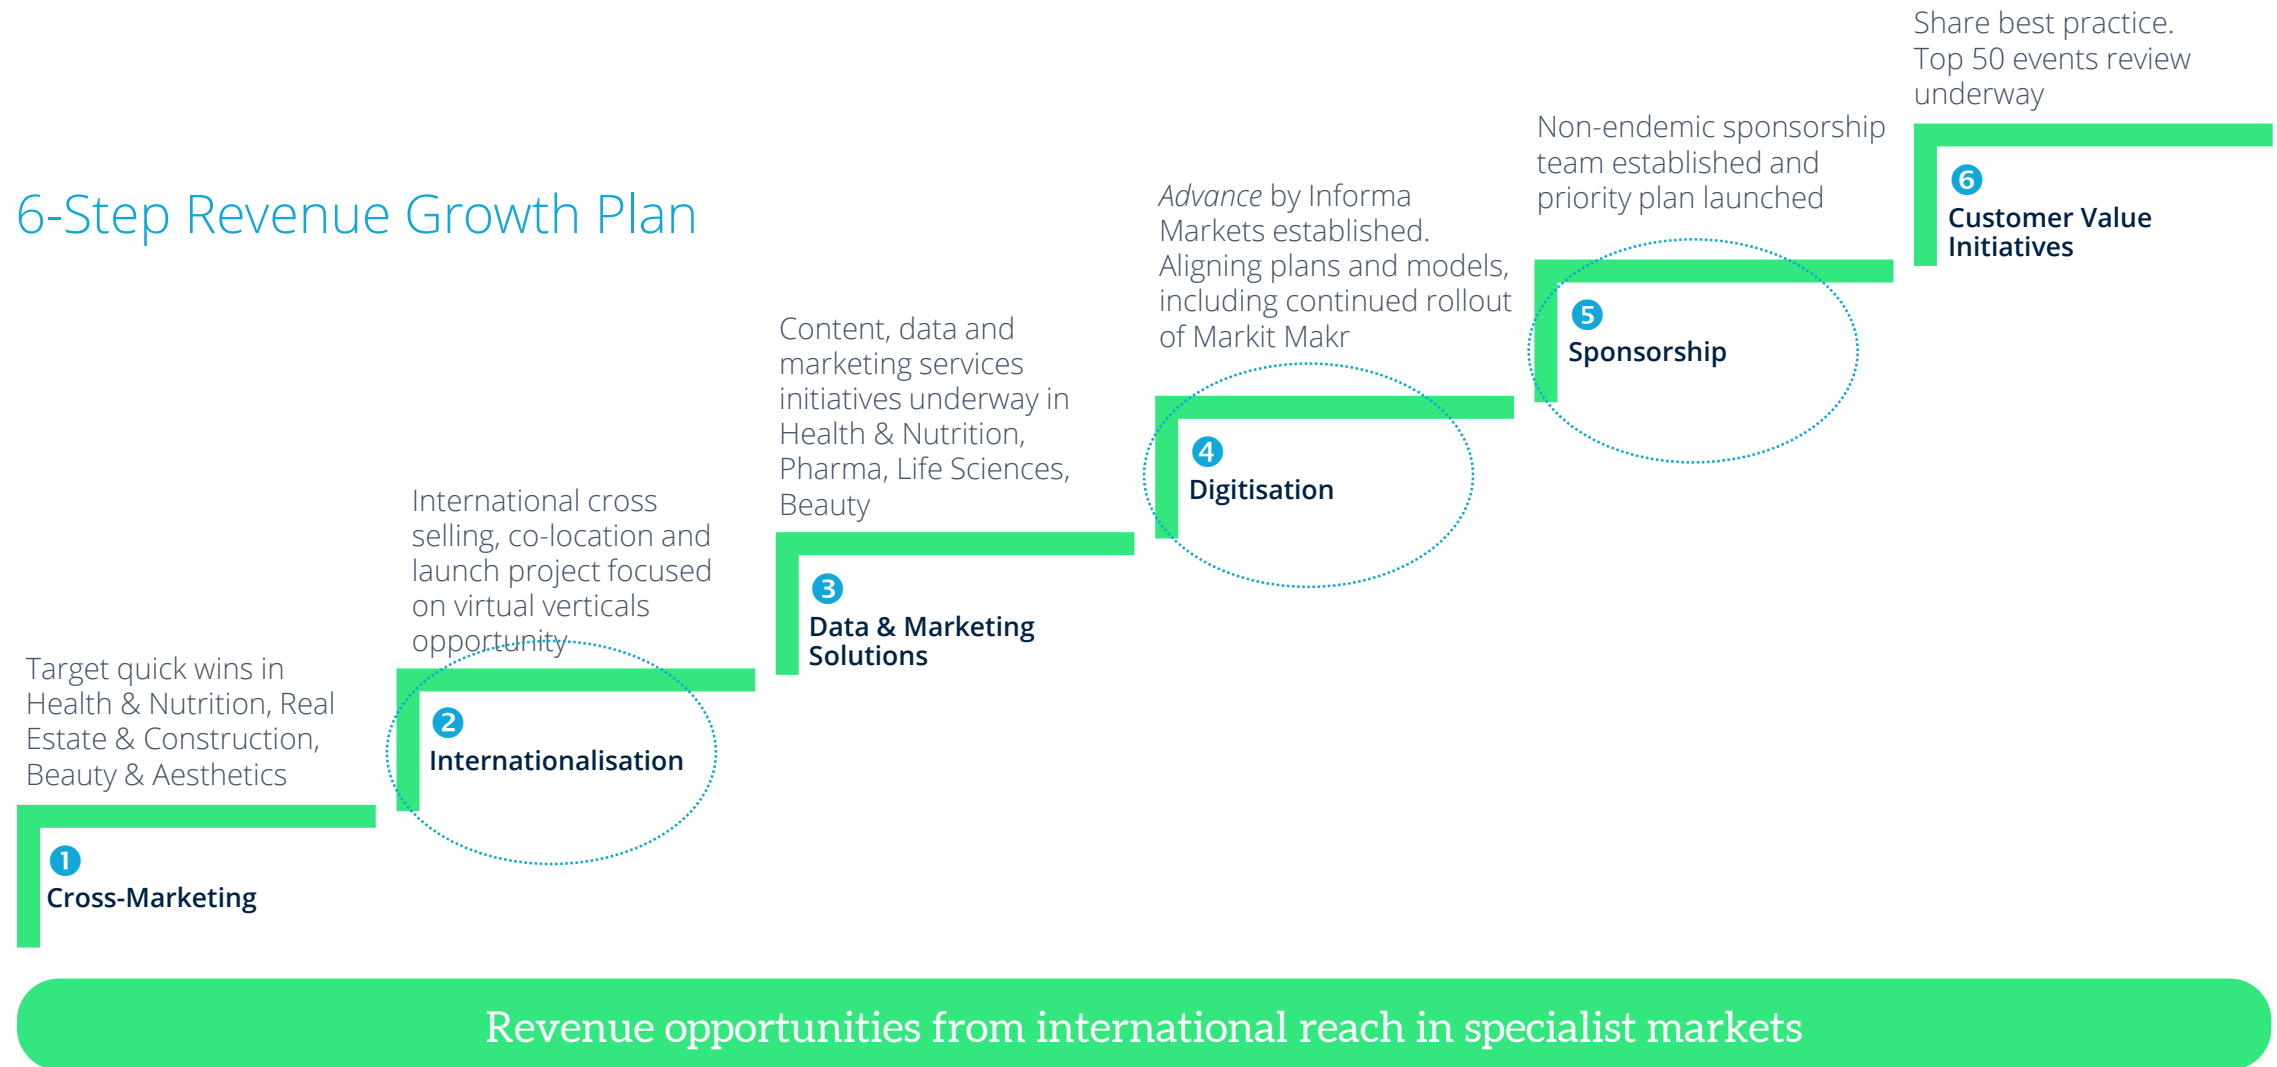 6-Step Revenue Growth Plan
Target quick wins in
Health & Nutrition, Real
Estate & Construction,
Beauty & Aesthetics
1
Cross-Marketing
International cross
selling, co-location and
launch project focused
on virtual verticals
opportunity
2
Internationalisation
Content, data and
marketing services
initiatives underway in
Health & Nutrition,
Pharma, Life Sciences,
Beauty
3
Data & Marketing
Solutions
Advance by Informa
Markets established.
Aligning plans and models,
including continued rollout
of Markit Makr
4
Digitisation
Non-endemic sponsorship
team established and
priority plan launched
5
Sponsorship
Share best practice.
Top 50 events review
underway
6
Customer Value
Initiatives
Revenue opportunities from international reach in specialist markets